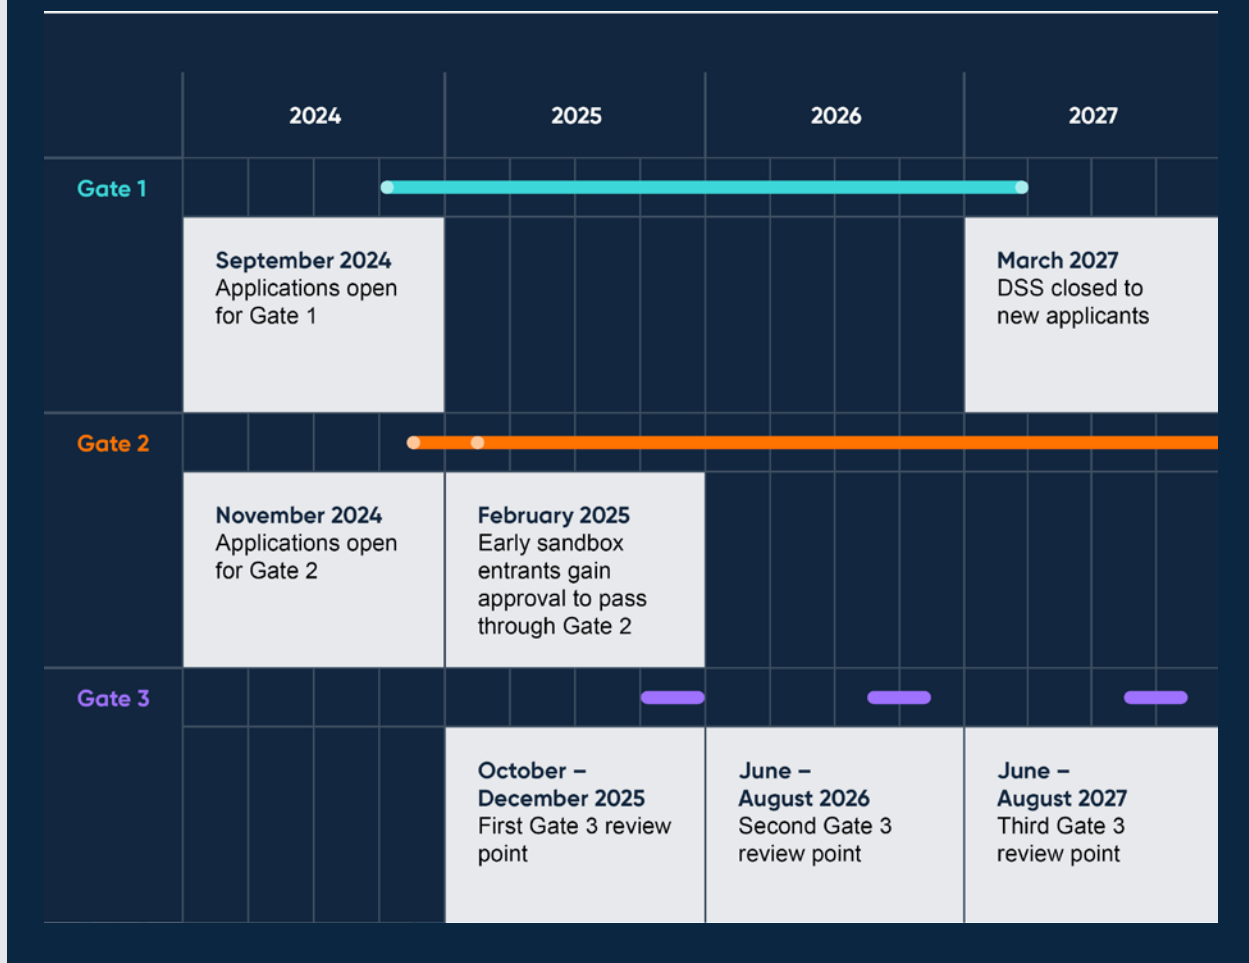 2024
2025
2026
2027
Gate 1
September 2024
Applications open
for Gate 1
March 2027
DSS closed to
new applicants
Gate 2
November 2024
Applications open
for Gate 2
February 2025
Early sandbox
entrants gain
approval to pass
through Gate 2
Gate 3
October –
December 2025
First Gate 3 review
point
June –
August 2026
Second Gate 3
review point
June –
August 2027
Third Gate 3
review point